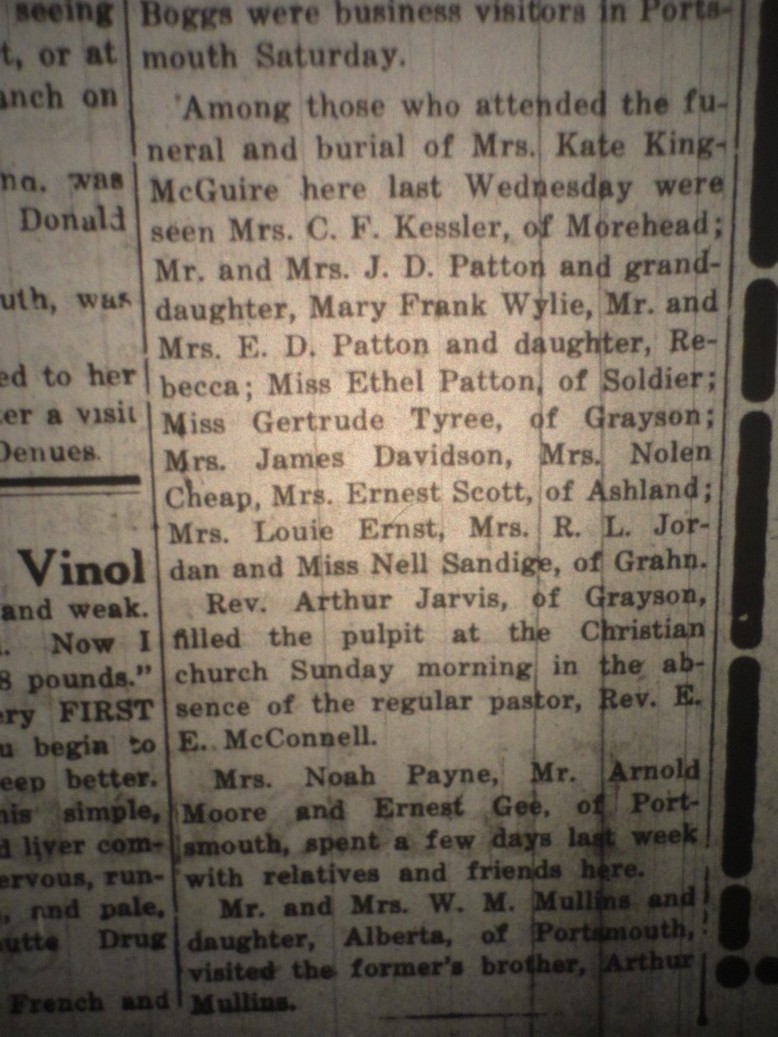 seeing
t, or at
anch on
na. was
Donald
uth, was
ed to her
ter a visit
Denues.
Vinol
and weak.
. Now I
8 pounds."
ery FIRST
u begin to
eep better.
his simple,
d liver com-
ervous, run-
, and pale.
utte Drug
French and
Boggs were business visitors in Ports-
mouth Saturday.
Among those who attended the fu-
neral and burial of Mrs. Kate King-
McGuire here last Wednesday were
seen Mrs. C. F. Kessler, of Morehead;
Mr. and Mrs. J. D. Patton and grand-
daughter, Mary Frank Wylie, Mr. and
Mrs. E. D. Patton and daughter, Re-
becca; Miss Ethel Patton, of Soldier;
Miss Gertrude Tyree, of Grayson;
Mrs. James Davidson, Mrs. Nolen
Cheap, Mrs. Ernest Scott, of Ashland;
Mrs. Louie Ernst, Mrs. R. L. Jor-
dan and Miss Nell Sandige, of Grahn.
Rev. Arthur Jarvis, of Grayson,
filled the pulpit at the Christian
church Sunday morning in the ab-
sence of the regular pastor, Rev. E.
E. McConnell.
Mrs. Noah Payne, Mr. Arnold
Moore and Ernest Gee, of Port-
smouth, spent a few days last week
with relatives and friends here.
Mr. and Mrs. W. M. Mullins and
daughter, Alberta, of Portsmouth,
visited the former's brother, Arthur
Mullins.